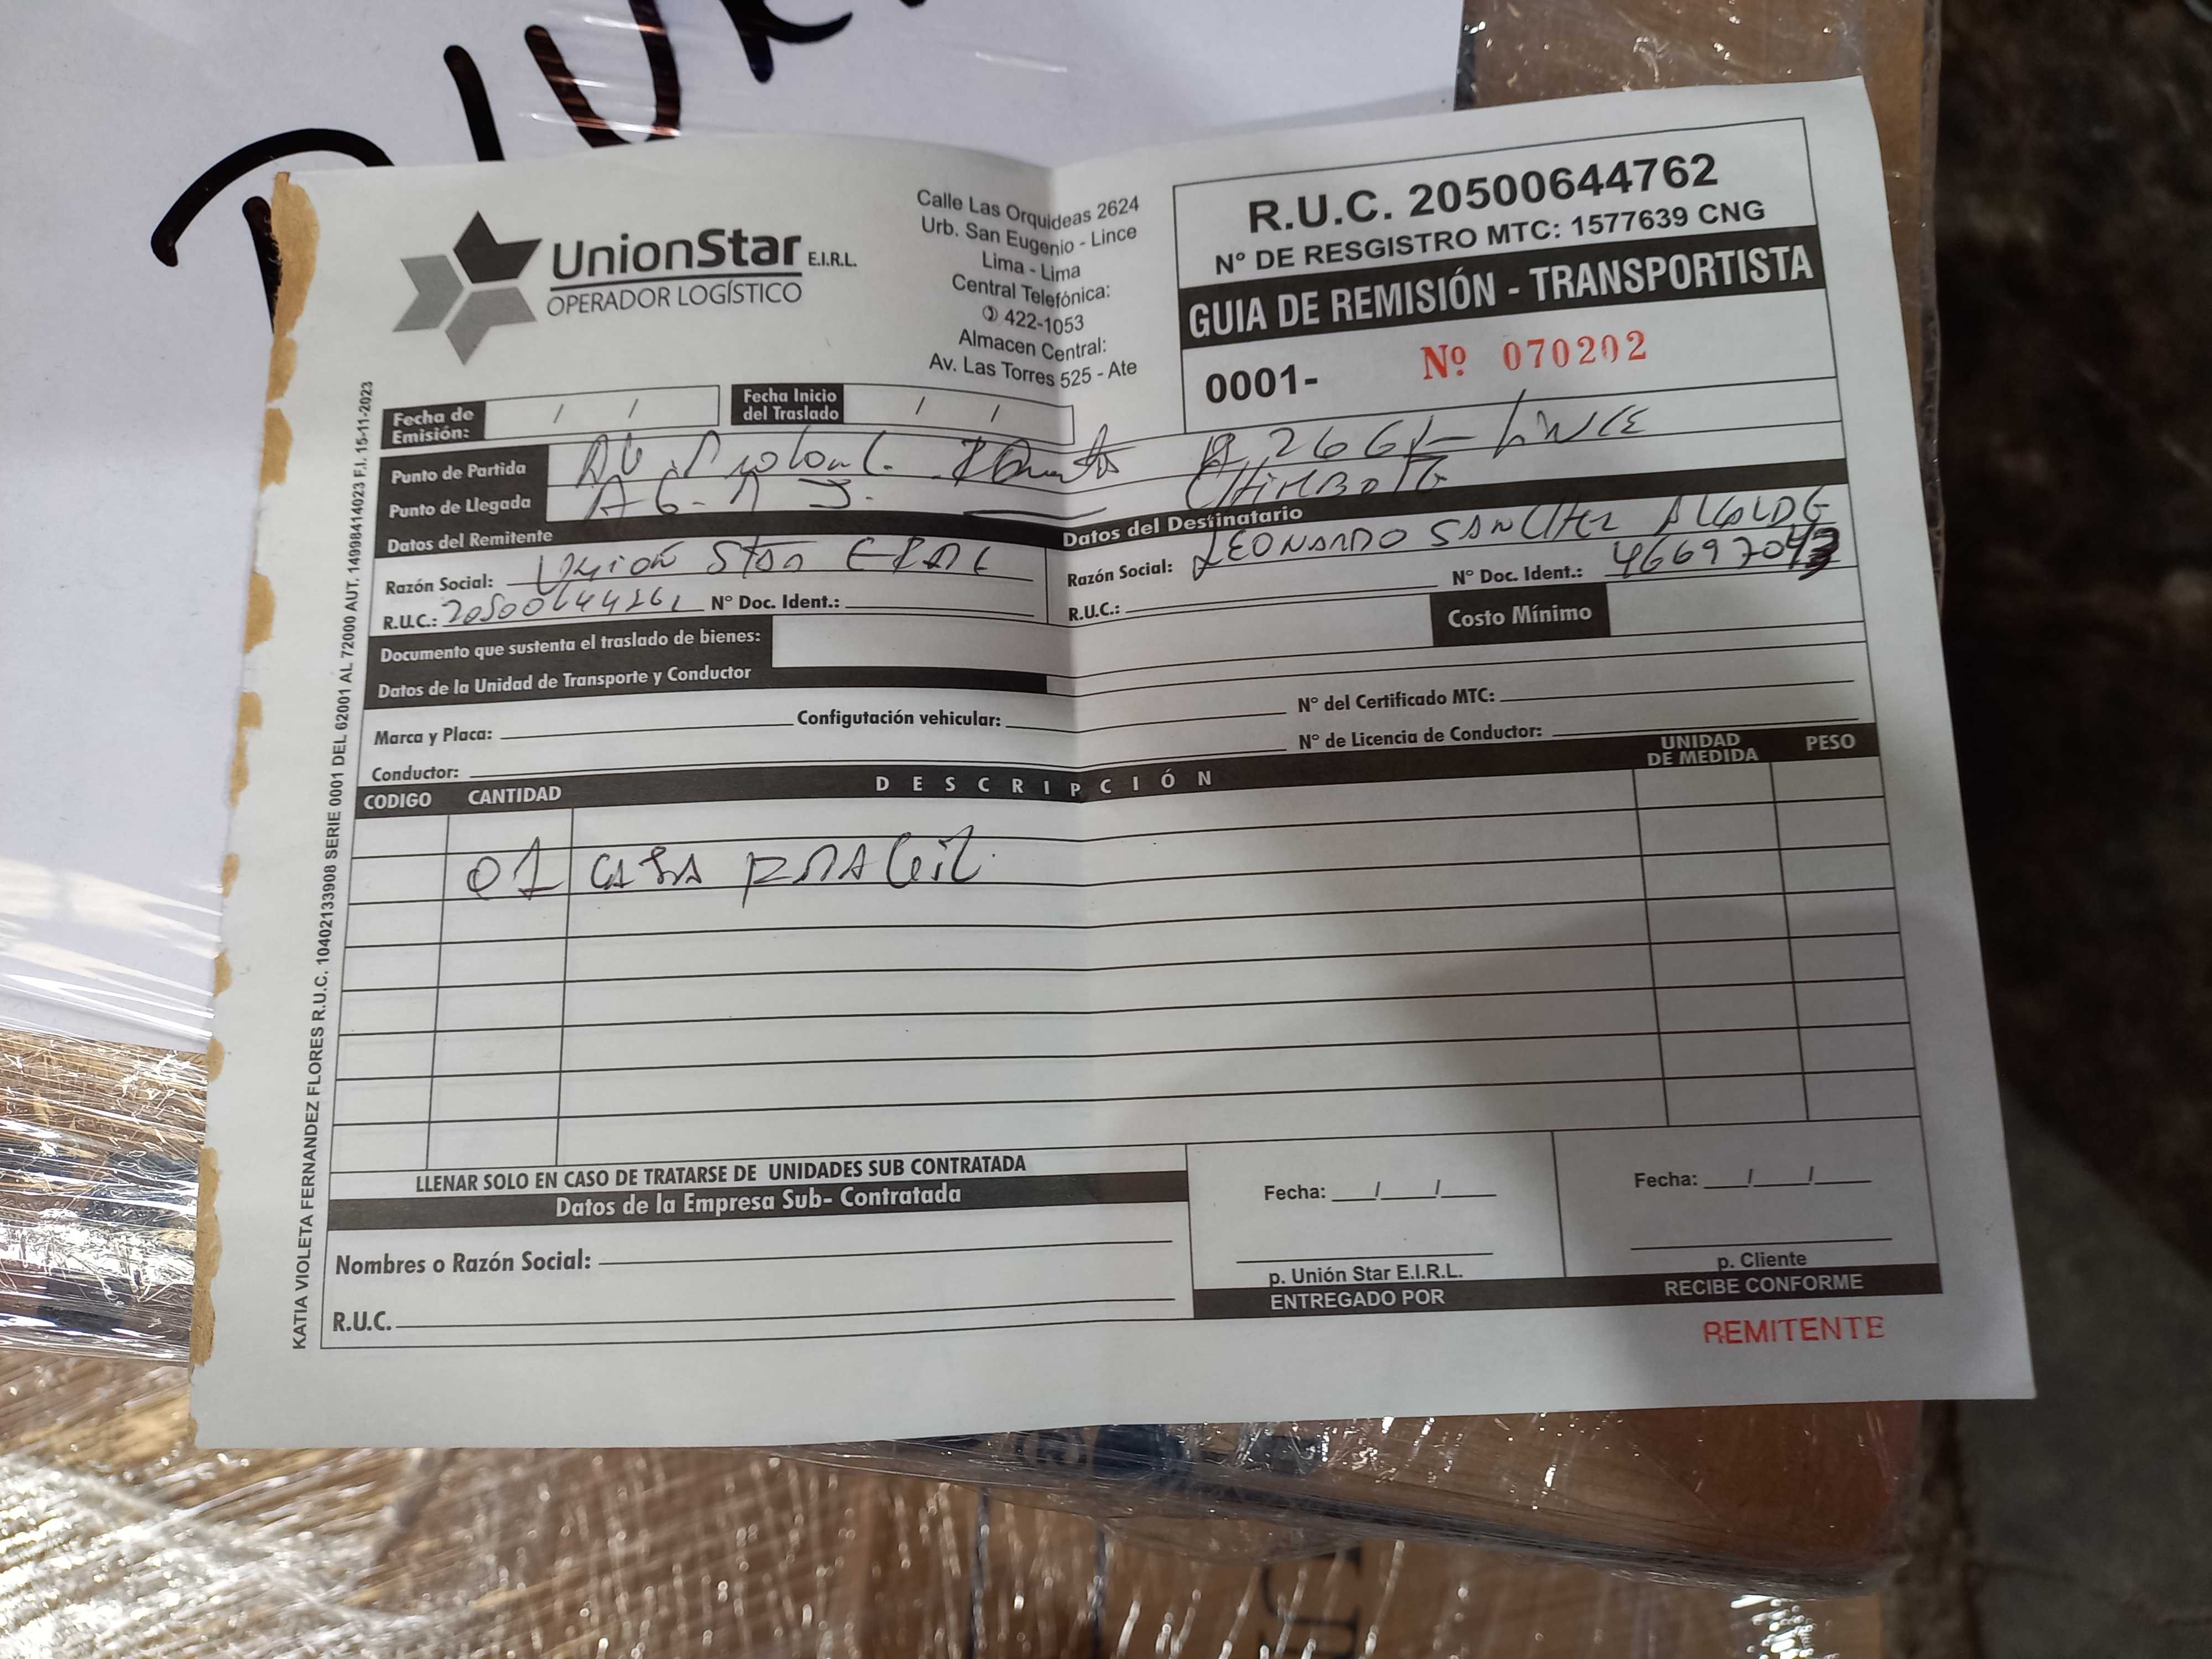 UnionStar E.I.R.L.
OPERADOR LOGÍSTICO
Calle Las Orquideas 2624
Urb. San Eugenio - Lince
Lima - Lima
Central Telefónica:
422-1053
Almacen Central:
Av. Las Torres 525 - Ate
R.U.C. 20500644762
N° DE RESGISTRO MTC: 1577639 CNG
GUIA DE REMISIÓN - TRANSPORTISTA
0001- Nº 070202
Fecha de Emisión: / /
Fecha Inicio del Traslado / /
Punto de Partida AV. LINCE
Punto de Llegada AG- CHIMBOTE
Datos del Remitente
Razón Social: Union Star
R.U.C.: N° Doc. Ident.:
Datos del Destinatario
Razón Social: LEONARDO SANCHEZ ALCALDE
R.U.C.: N° Doc. Ident.:
Documento que sustenta el traslado de bienes:
Costo Mínimo
Datos de la Unidad de Transporte y Conductor
Marca y Placa: Configutación vehicular: N° del Certificado MTC:
Conductor: N° de Licencia de Conductor:
CODIGO CANTIDAD DESCRIPCIÓN UNIDAD DE MEDIDA PESO
01 CAJA FRAGIL
LLENAR SOLO EN CASO DE TRATARSE DE UNIDADES SUB CONTRATADA
Datos de la Empresa Sub- Contratada
Nombres o Razón Social:
R.U.C.
Fecha: / /
p. Unión Star E.I.R.L.
ENTREGADO POR
Fecha: / /
p. Cliente
RECIBE CONFORME
REMITENTE
KATIA VIOLETA FERNANDEZ FLORES R.U.C. 10402133908 SERIE 0001 DEL 62001 AL 72000 AUT. 14998414023 F.I. 15-11-2023